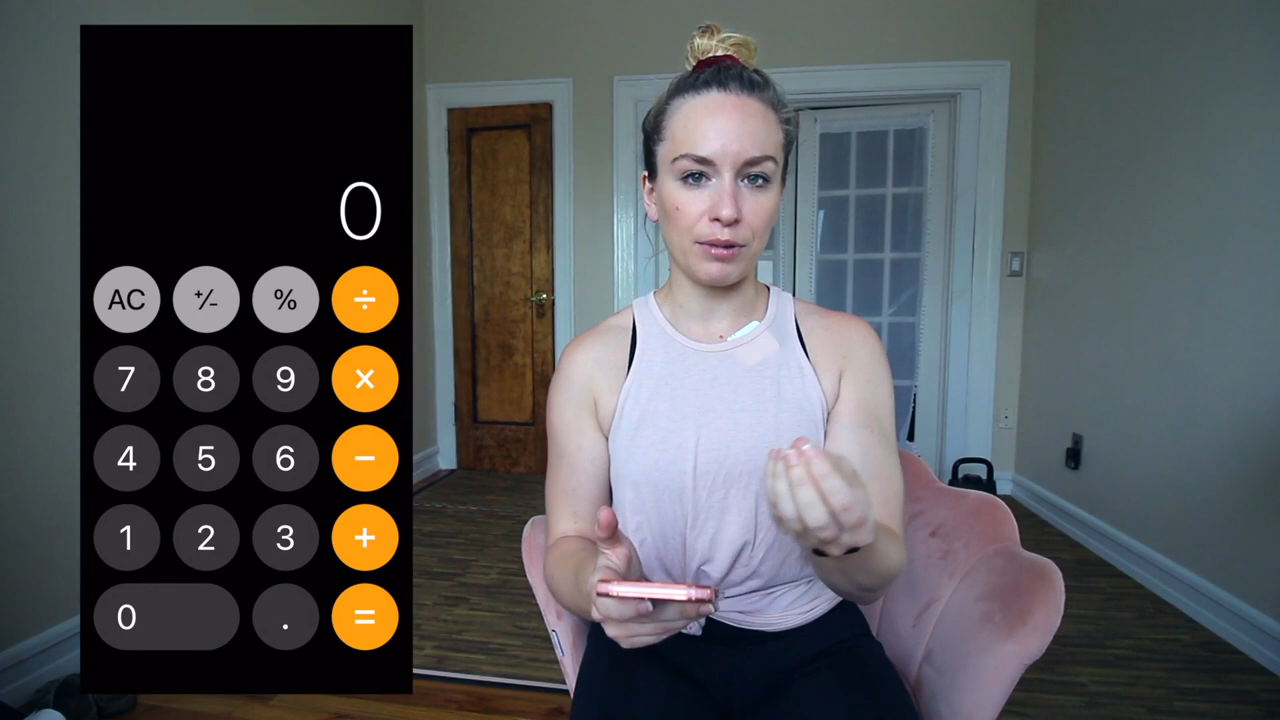 0
AC ⁺∕₋ % ÷
7 8 9 ×
4 5 6 −
1 2 3 +
0 . =